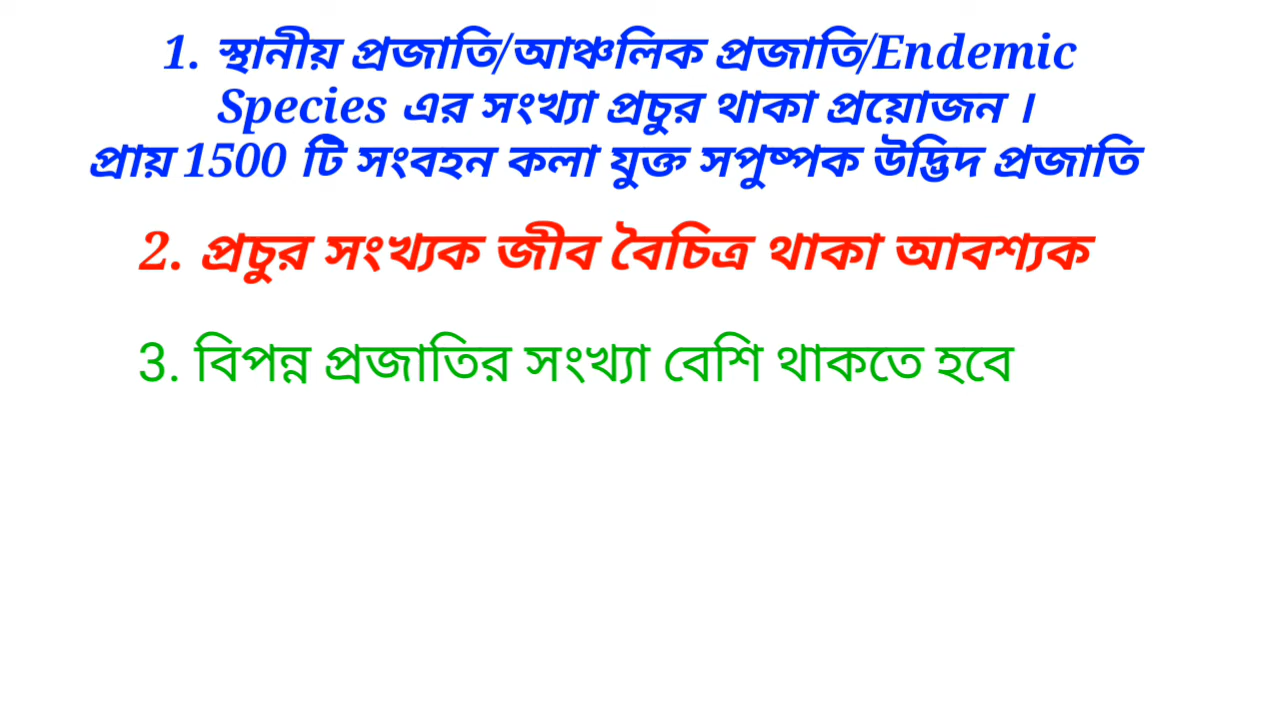 1. স্থানীয় প্রজাতি/আঞ্চলিক প্রজাতি/Endemic
Species এর সংখ্যা প্রচুর থাকা প্রয়োজন ।
প্রায় 1500 টি সংবহন কলা যুক্ত সপুষ্পক উদ্ভিদ প্রজাতি
2. প্রচুর সংখ্যক জীব বৈচিত্র থাকা আবশ্যক
3. বিপন্ন প্রজাতির সংখ্যা বেশি থাকতে হবে